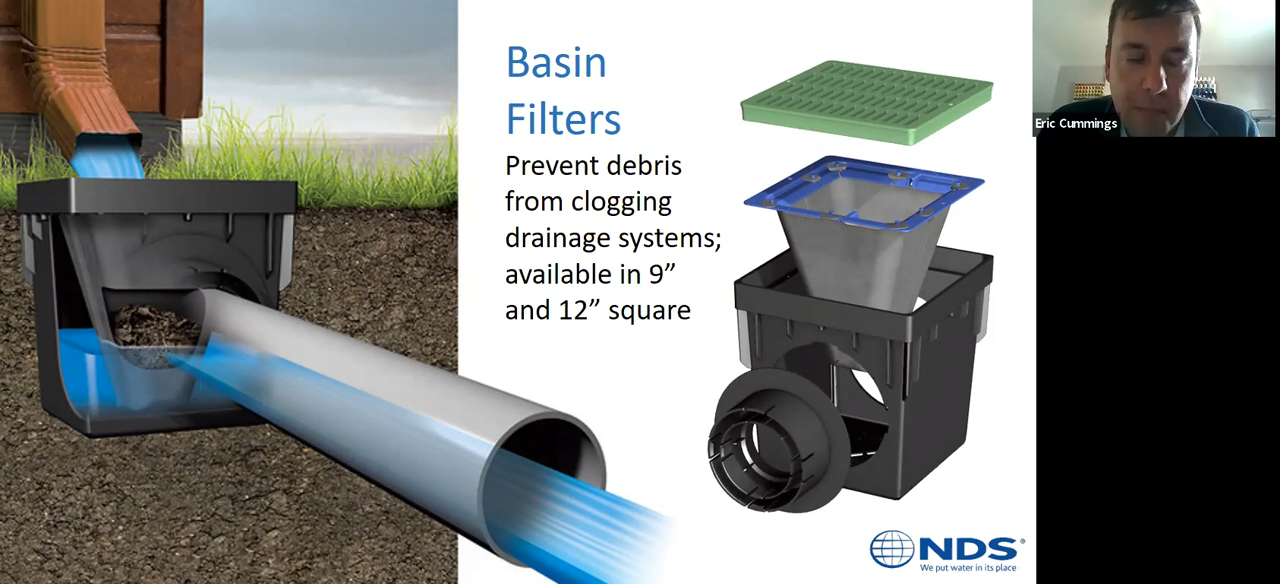 Basin
Filters
Prevent debris
from clogging
drainage systems;
available in 9”
and 12” square
Eric Cummings
NDS®
We put water in its place